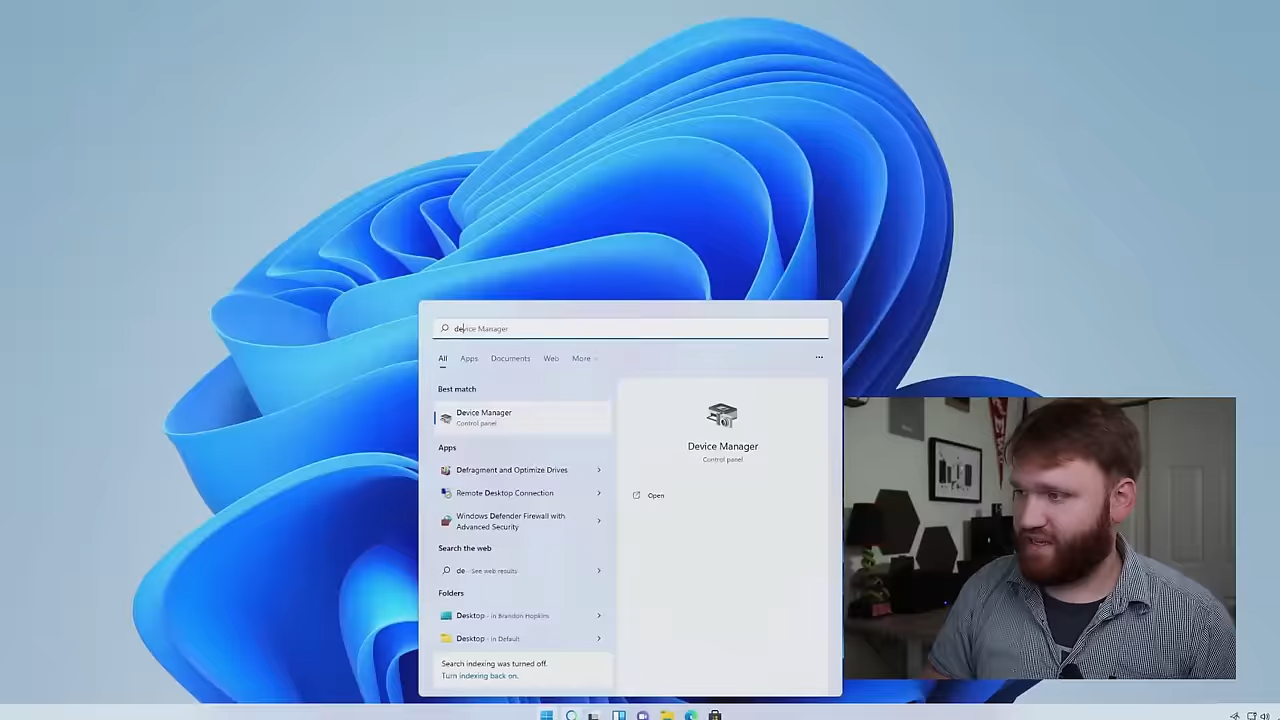 device Manager
All Apps Documents Web More
Best match
Device Manager
Control panel
Apps
Defragment and Optimize Drives
Remote Desktop Connection
Windows Defender Firewall with
Advanced Security
Search the web
de - See web results
Folders
Desktop - in Brandon Hopkins
Desktop - in Default
Search indexing was turned off.
Turn indexing back on.
Device Manager
Control panel
Open